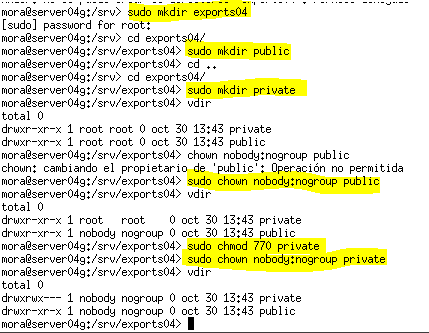 mora@server04g:/srv> sudo mkdir exports04
[sudo] password for root:
mora@server04g:/srv> cd exports04/
mora@server04g:/srv/exports04> sudo mkdir public
mora@server04g:/srv/exports04> cd ..
mora@server04g:/srv> cd exports04/
mora@server04g:/srv/exports04> sudo mkdir private
mora@server04g:/srv/exports04> vdir
total 0
drwxr-xr-x 1 root root 0 oct 30 13:43 private
drwxr-xr-x 1 root root 0 oct 30 13:43 public
mora@server04g:/srv/exports04> chown nobody:nogroup public
chown: cambiando el propietario de 'public': Operación no permitida
mora@server04g:/srv/exports04> sudo chown nobody:nogroup public
mora@server04g:/srv/exports04> vdir
total 0
drwxr-xr-x 1 root   root    0 oct 30 13:43 private
drwxr-xr-x 1 nobody nogroup 0 oct 30 13:43 public
mora@server04g:/srv/exports04> sudo chmod 770 private
mora@server04g:/srv/exports04> sudo chown nobody:nogroup private
mora@server04g:/srv/exports04> vdir
total 0
drwxrwx--- 1 nobody nogroup 0 oct 30 13:43 private
drwxr-xr-x 1 nobody nogroup 0 oct 30 13:43 public
mora@server04g:/srv/exports04>